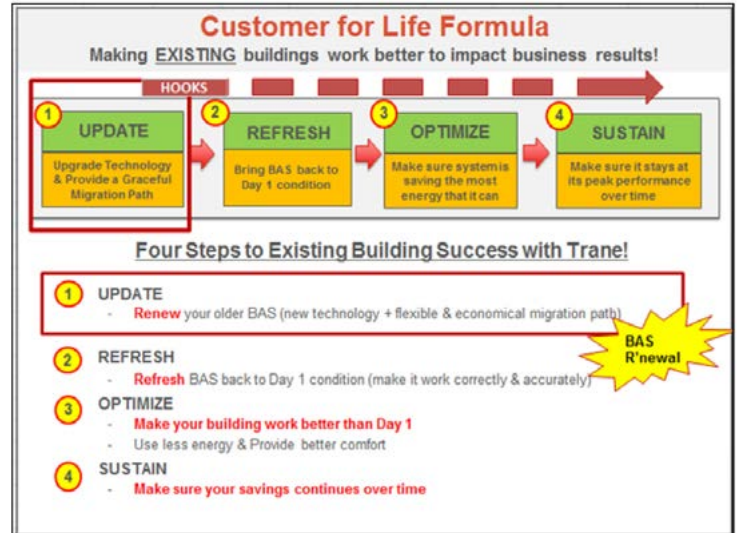 Customer for Life Formula
Making EXISTING buildings work better to impact business results!
HOOKS
1
UPDATE
Upgrade Technology
& Provide a Graceful
Migration Path
2
REFRESH
Bring BAS back to
Day 1 condition
3
OPTIMIZE
Make sure system is
saving the most
energy that it can
4
SUSTAIN
Make sure it stays at
its peak performance
over time
Four Steps to Existing Building Success with Trane!
1 UPDATE
- Renew your older BAS (new technology + flexible & economical migration path)
BAS
R'newal
2 REFRESH
- Refresh BAS back to Day 1 condition (make it work correctly & accurately)
3 OPTIMIZE
- Make your building work better than Day 1
- Use less energy & Provide better comfort
4 SUSTAIN
- Make sure your savings continues over time